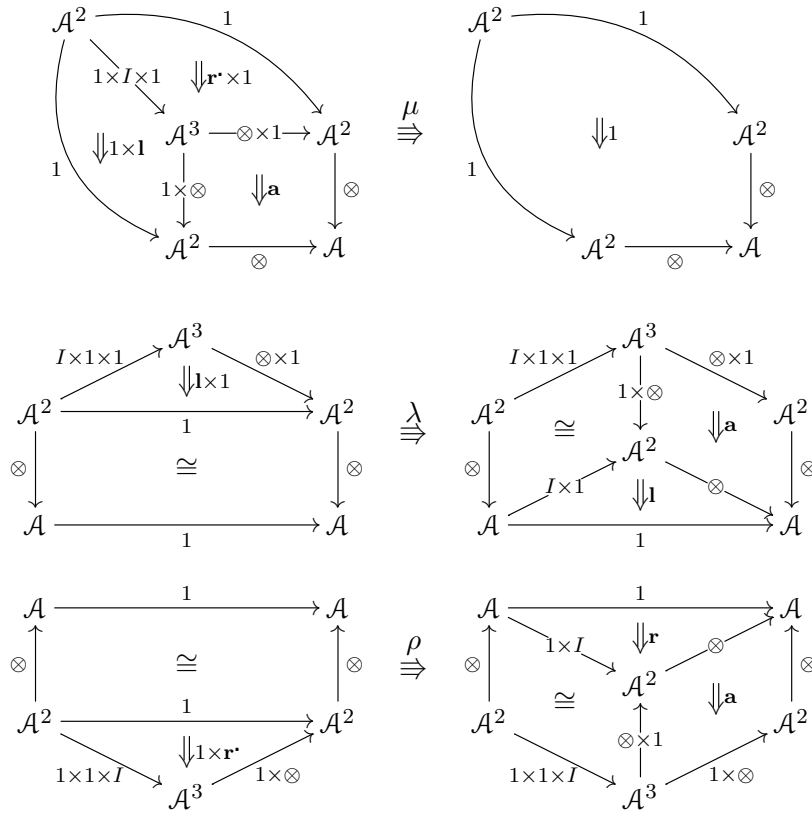 𝒜² 1 𝒜² 1
1×I×1 ⇓r˙×1
⇓1×l 𝒜³ ⊗×1 𝒜² μ ⇛ ⇓1 𝒜²
1 1×⊗ ⇓a ⊗ 1 ⊗
𝒜² ⊗ 𝒜 𝒜² ⊗ 𝒜
𝒜³ 𝒜³
I×1×1 ⇓l×1 ⊗×1 I×1×1 1×⊗ ⊗×1
𝒜² 1 𝒜² λ ⇛ 𝒜² ≅ 𝒜² ⇓a 𝒜²
⊗ ≅ ⊗ ⊗ I×1 ⇓l ⊗ ⊗
𝒜 1 𝒜 𝒜 1 𝒜
𝒜 1 𝒜 𝒜 1 𝒜
⊗ ≅ ⊗ ρ ⇛ ⊗ 1×I ⇓r ⊗ ⊗
𝒜² 1 𝒜² 𝒜² ≅ 𝒜² ⇓a 𝒜²
1×1×I ⇓1×r˙ 1×⊗ 1×1×I ⊗×1 1×⊗
𝒜³ 𝒜³